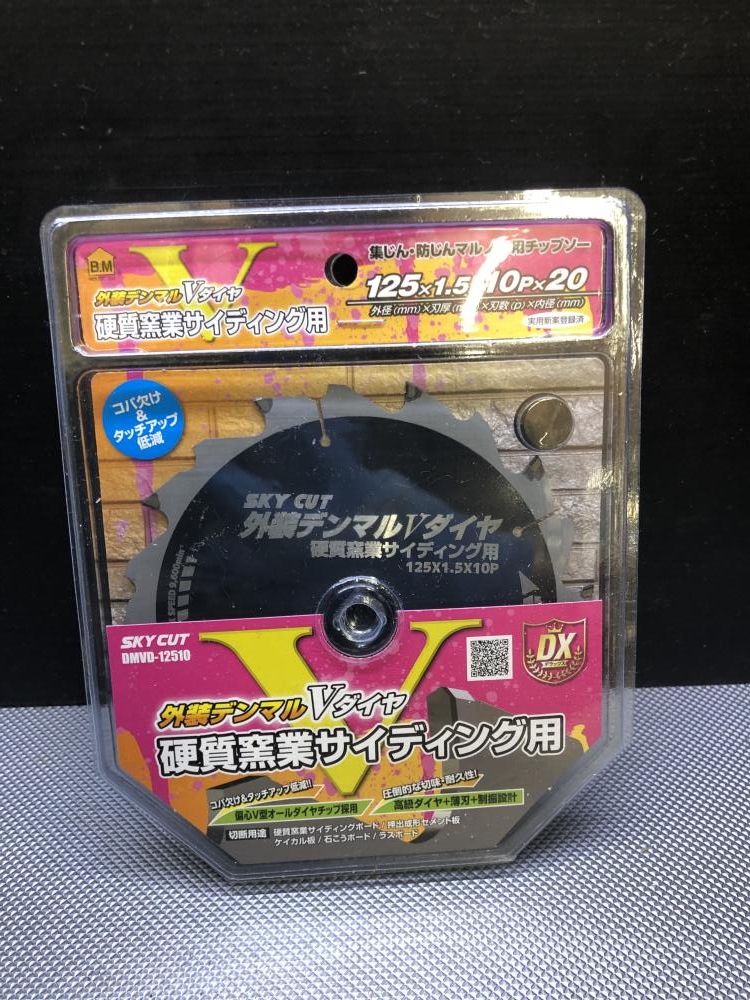 B.M
集じん・防じんマルノ用チップソー
外装デンマルVダイヤ
125×1.5 10P×20
硬質窯業サイディング用
外径(mm)×刃厚(m)×刃数(p)×内径(mm)
実用新案登録済
コバ欠け
&
タッチアップ
低減
SKY CUT
外装デンマルVダイヤ
硬質窯業サイディング用
125X1.5X10P
SPEED 9,600min
SKY CUT
DMVD-12510
DX
デラックス
外装デンマルVダイヤ
硬質窯業サイディング用
コバ欠け&タッチアップ低減!!
圧倒的な切味・耐久性!
偏心V型オールダイヤチップ採用
高級ダイヤ+薄刃+制振設計
切断用途 硬質窯業サイディングボード/押出成形セメント板
ケイカル板/石こうボード/ラスボード